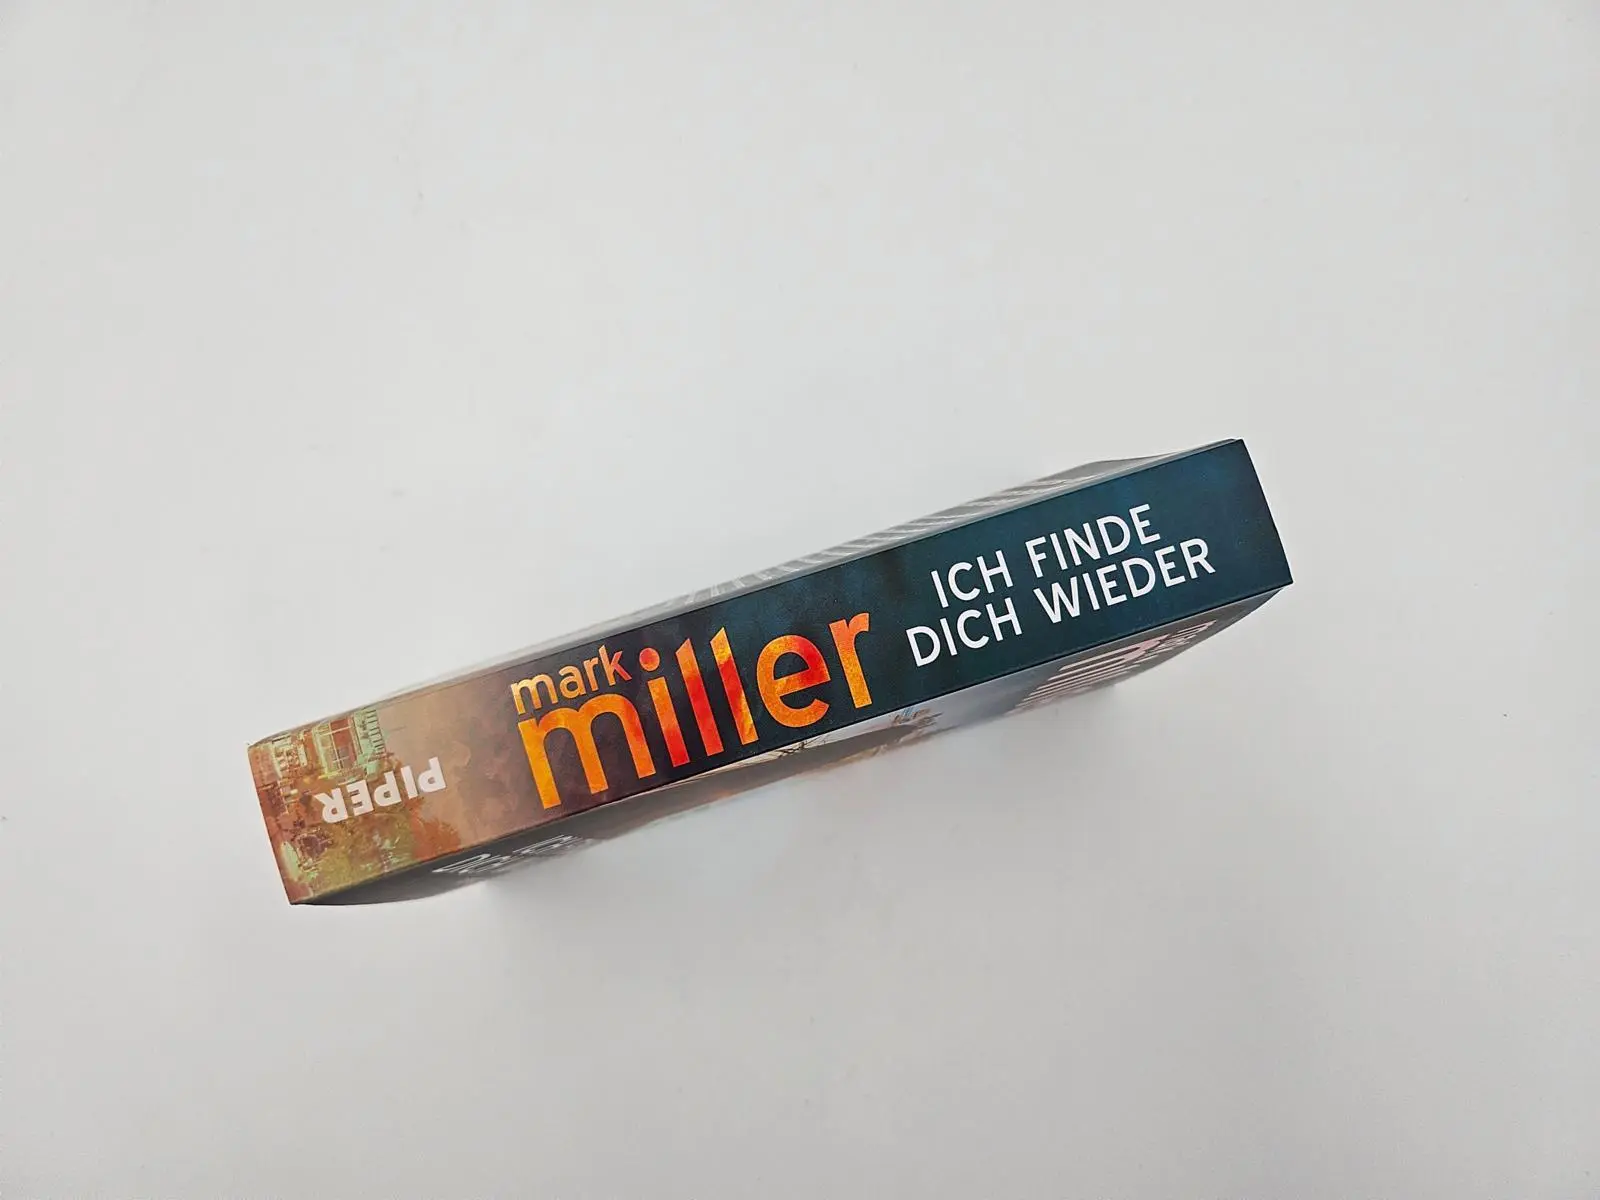 mark
miller
ICH FINDE
DICH WIEDER
PIPER